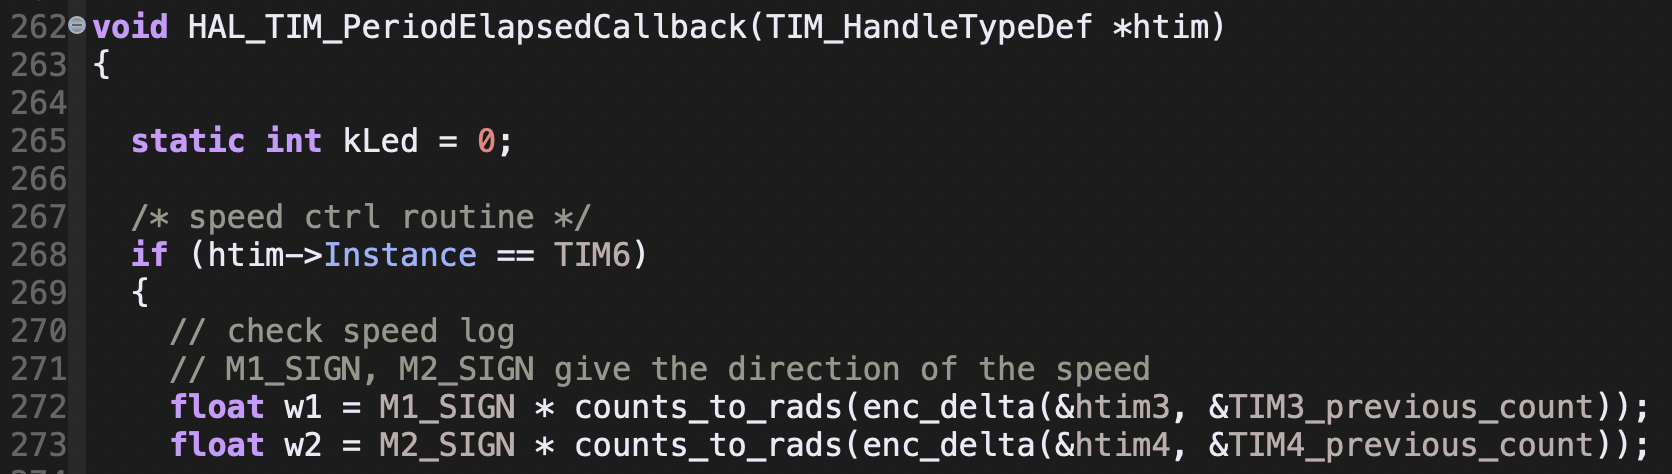 262 void HAL_TIM_PeriodElapsedCallback(TIM_HandleTypeDef *htim)
263 {
264
265 static int kLed = 0;
266
267 /* speed ctrl routine */
268 if (htim->Instance == TIM6)
269 {
270 // check speed log
271 // M1_SIGN, M2_SIGN give the direction of the speed
272 float w1 = M1_SIGN * counts_to_rads(enc_delta(&htim3, &TIM3_previous_count));
273 float w2 = M2_SIGN * counts_to_rads(enc_delta(&htim4, &TIM4_previous_count));